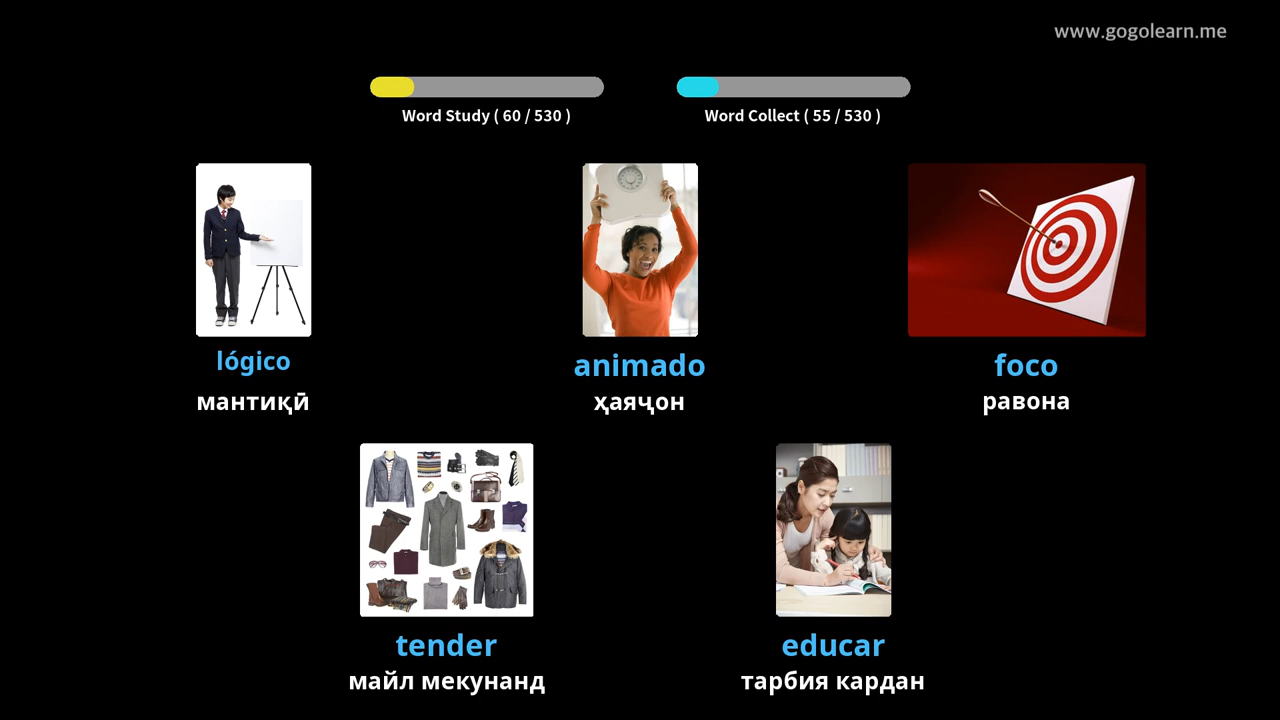 www.gogolearn.me
Word Study ( 60 / 530 )
Word Collect ( 55 / 530 )
lógico
мантиқӣ
animado
ҳаяҷон
foco
равона
tender
майл мекунанд
educar
тарбия кардан